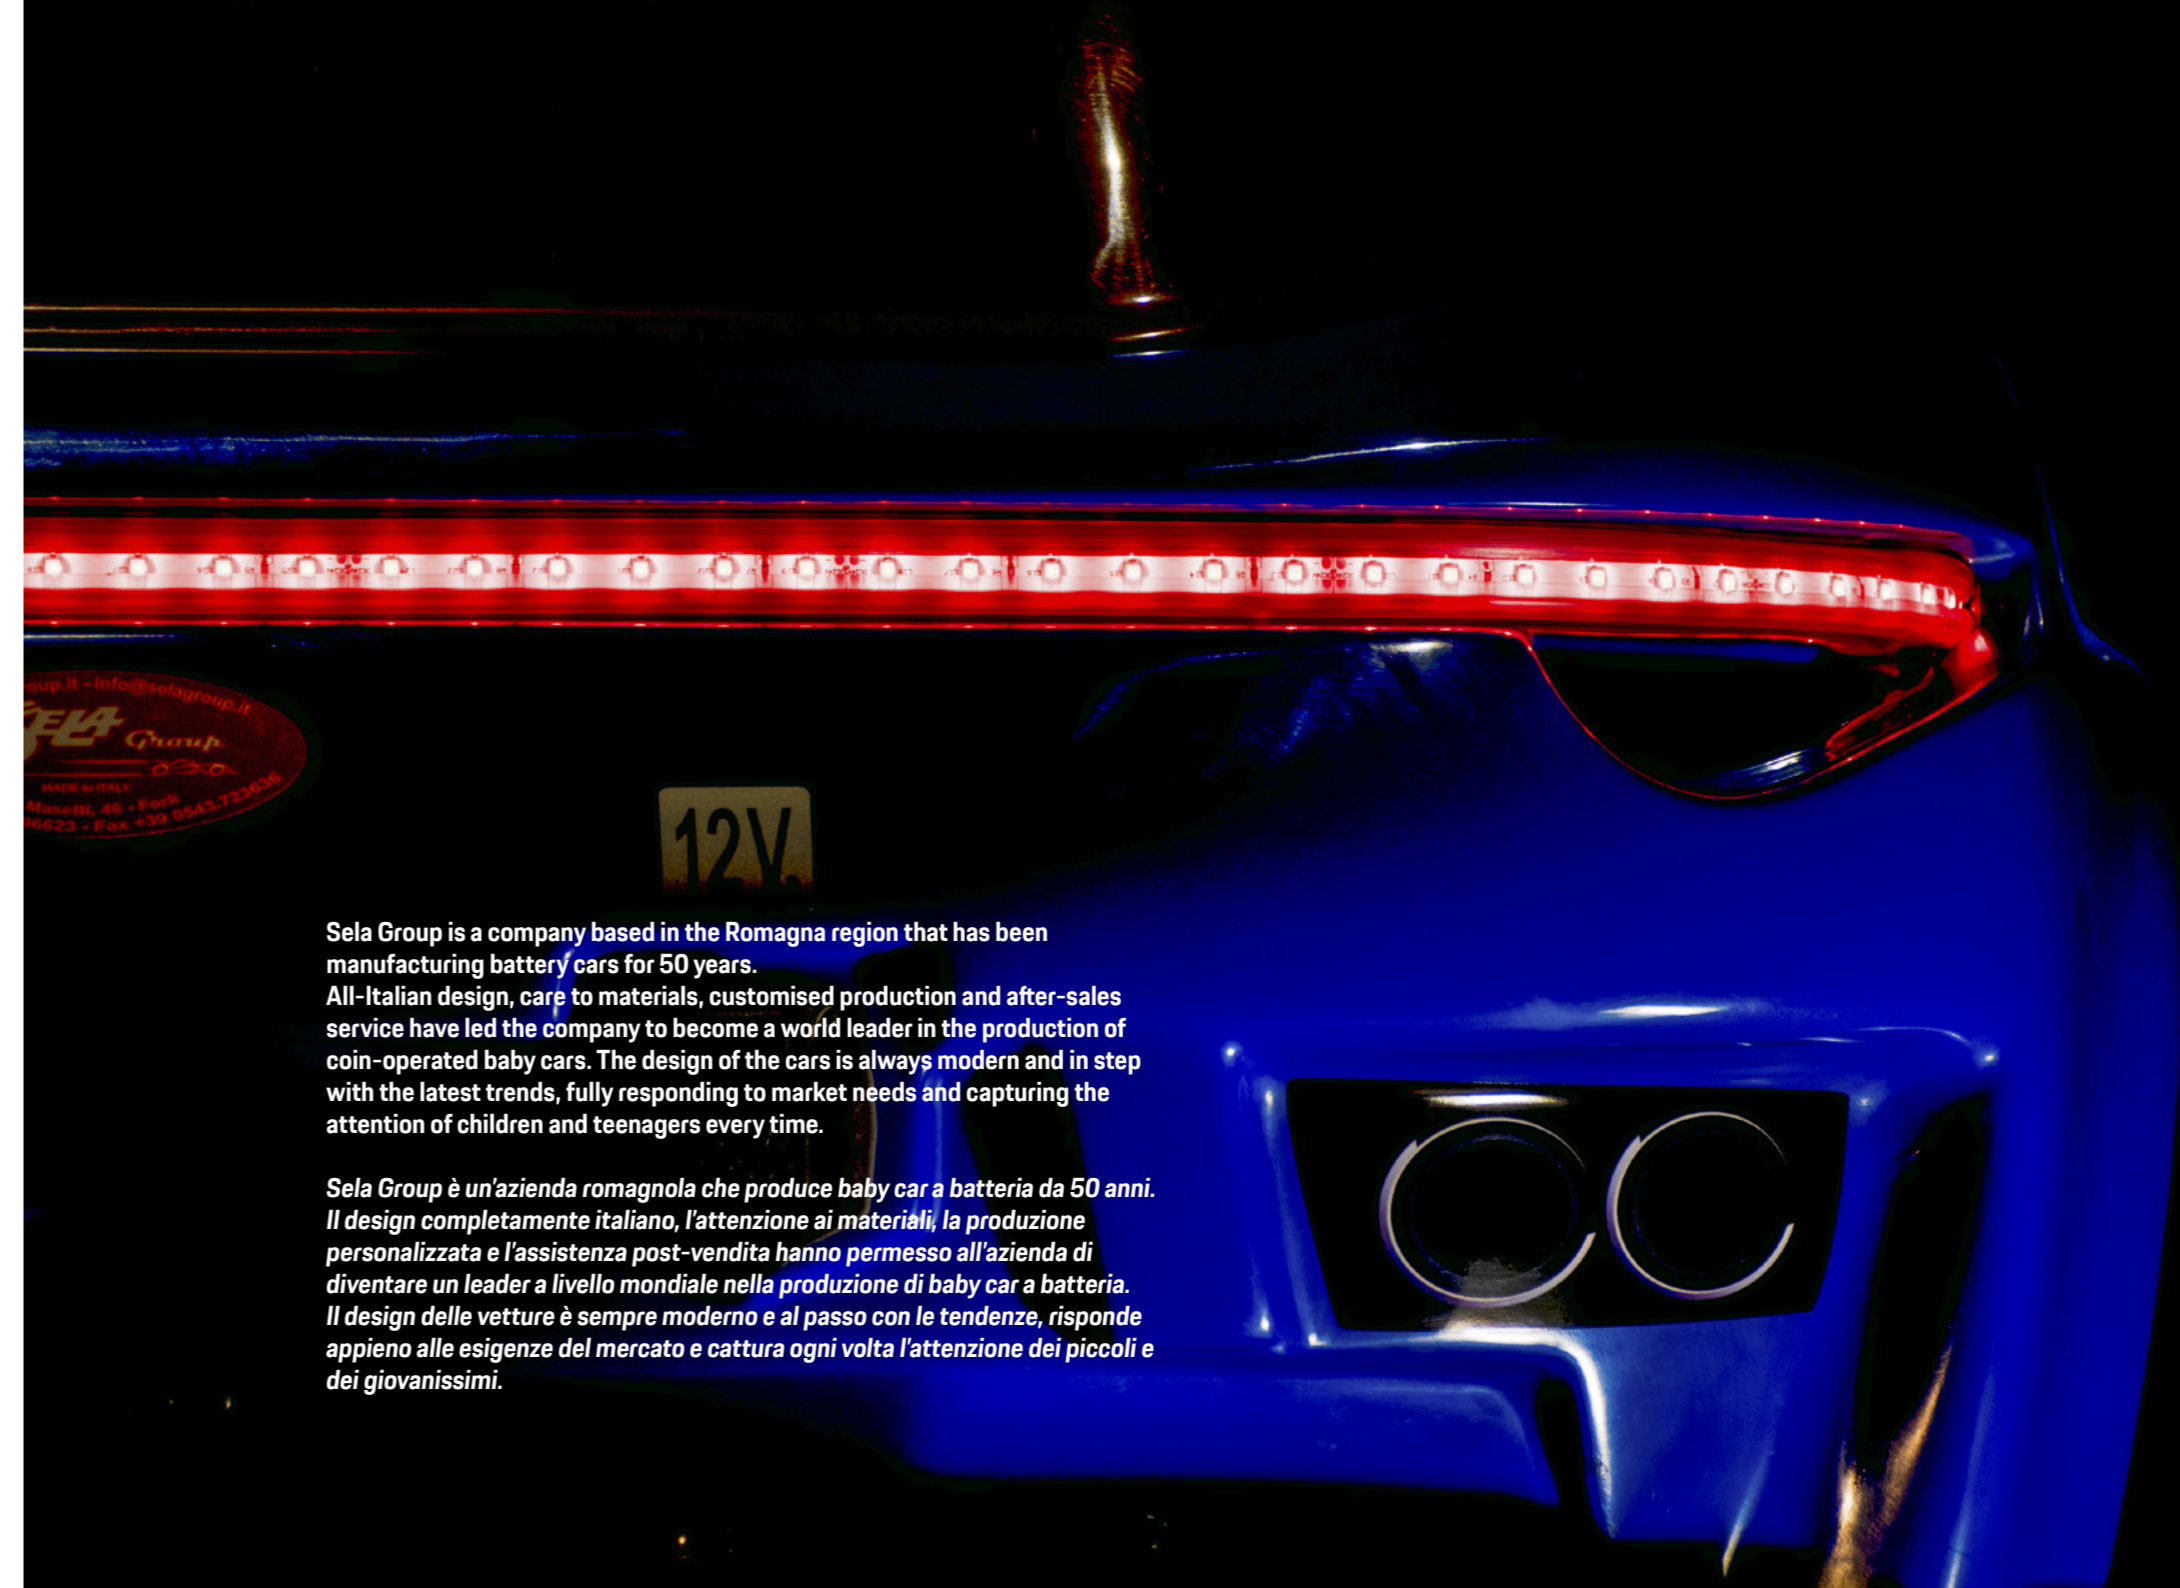 oup.it - info@selagroup.it
SELA Group
MADE in ITALY
Masetti, 46 - Forlì
96623 - Fax +39 0543.723636
12V.
Sela Group is a company based in the Romagna region that has been
manufacturing battery cars for 50 years.
All-Italian design, care to materials, customised production and after-sales
service have led the company to become a world leader in the production of
coin-operated baby cars. The design of the cars is always modern and in step
with the latest trends, fully responding to market needs and capturing the
attention of children and teenagers every time.
Sela Group è un'azienda romagnola che produce baby car a batteria da 50 anni.
Il design completamente italiano, l'attenzione ai materiali, la produzione
personalizzata e l'assistenza post-vendita hanno permesso all'azienda di
diventare un leader a livello mondiale nella produzione di baby car a batteria.
Il design delle vetture è sempre moderno e al passo con le tendenze, risponde
appieno alle esigenze del mercato e cattura ogni volta l'attenzione dei piccoli e
dei giovanissimi.